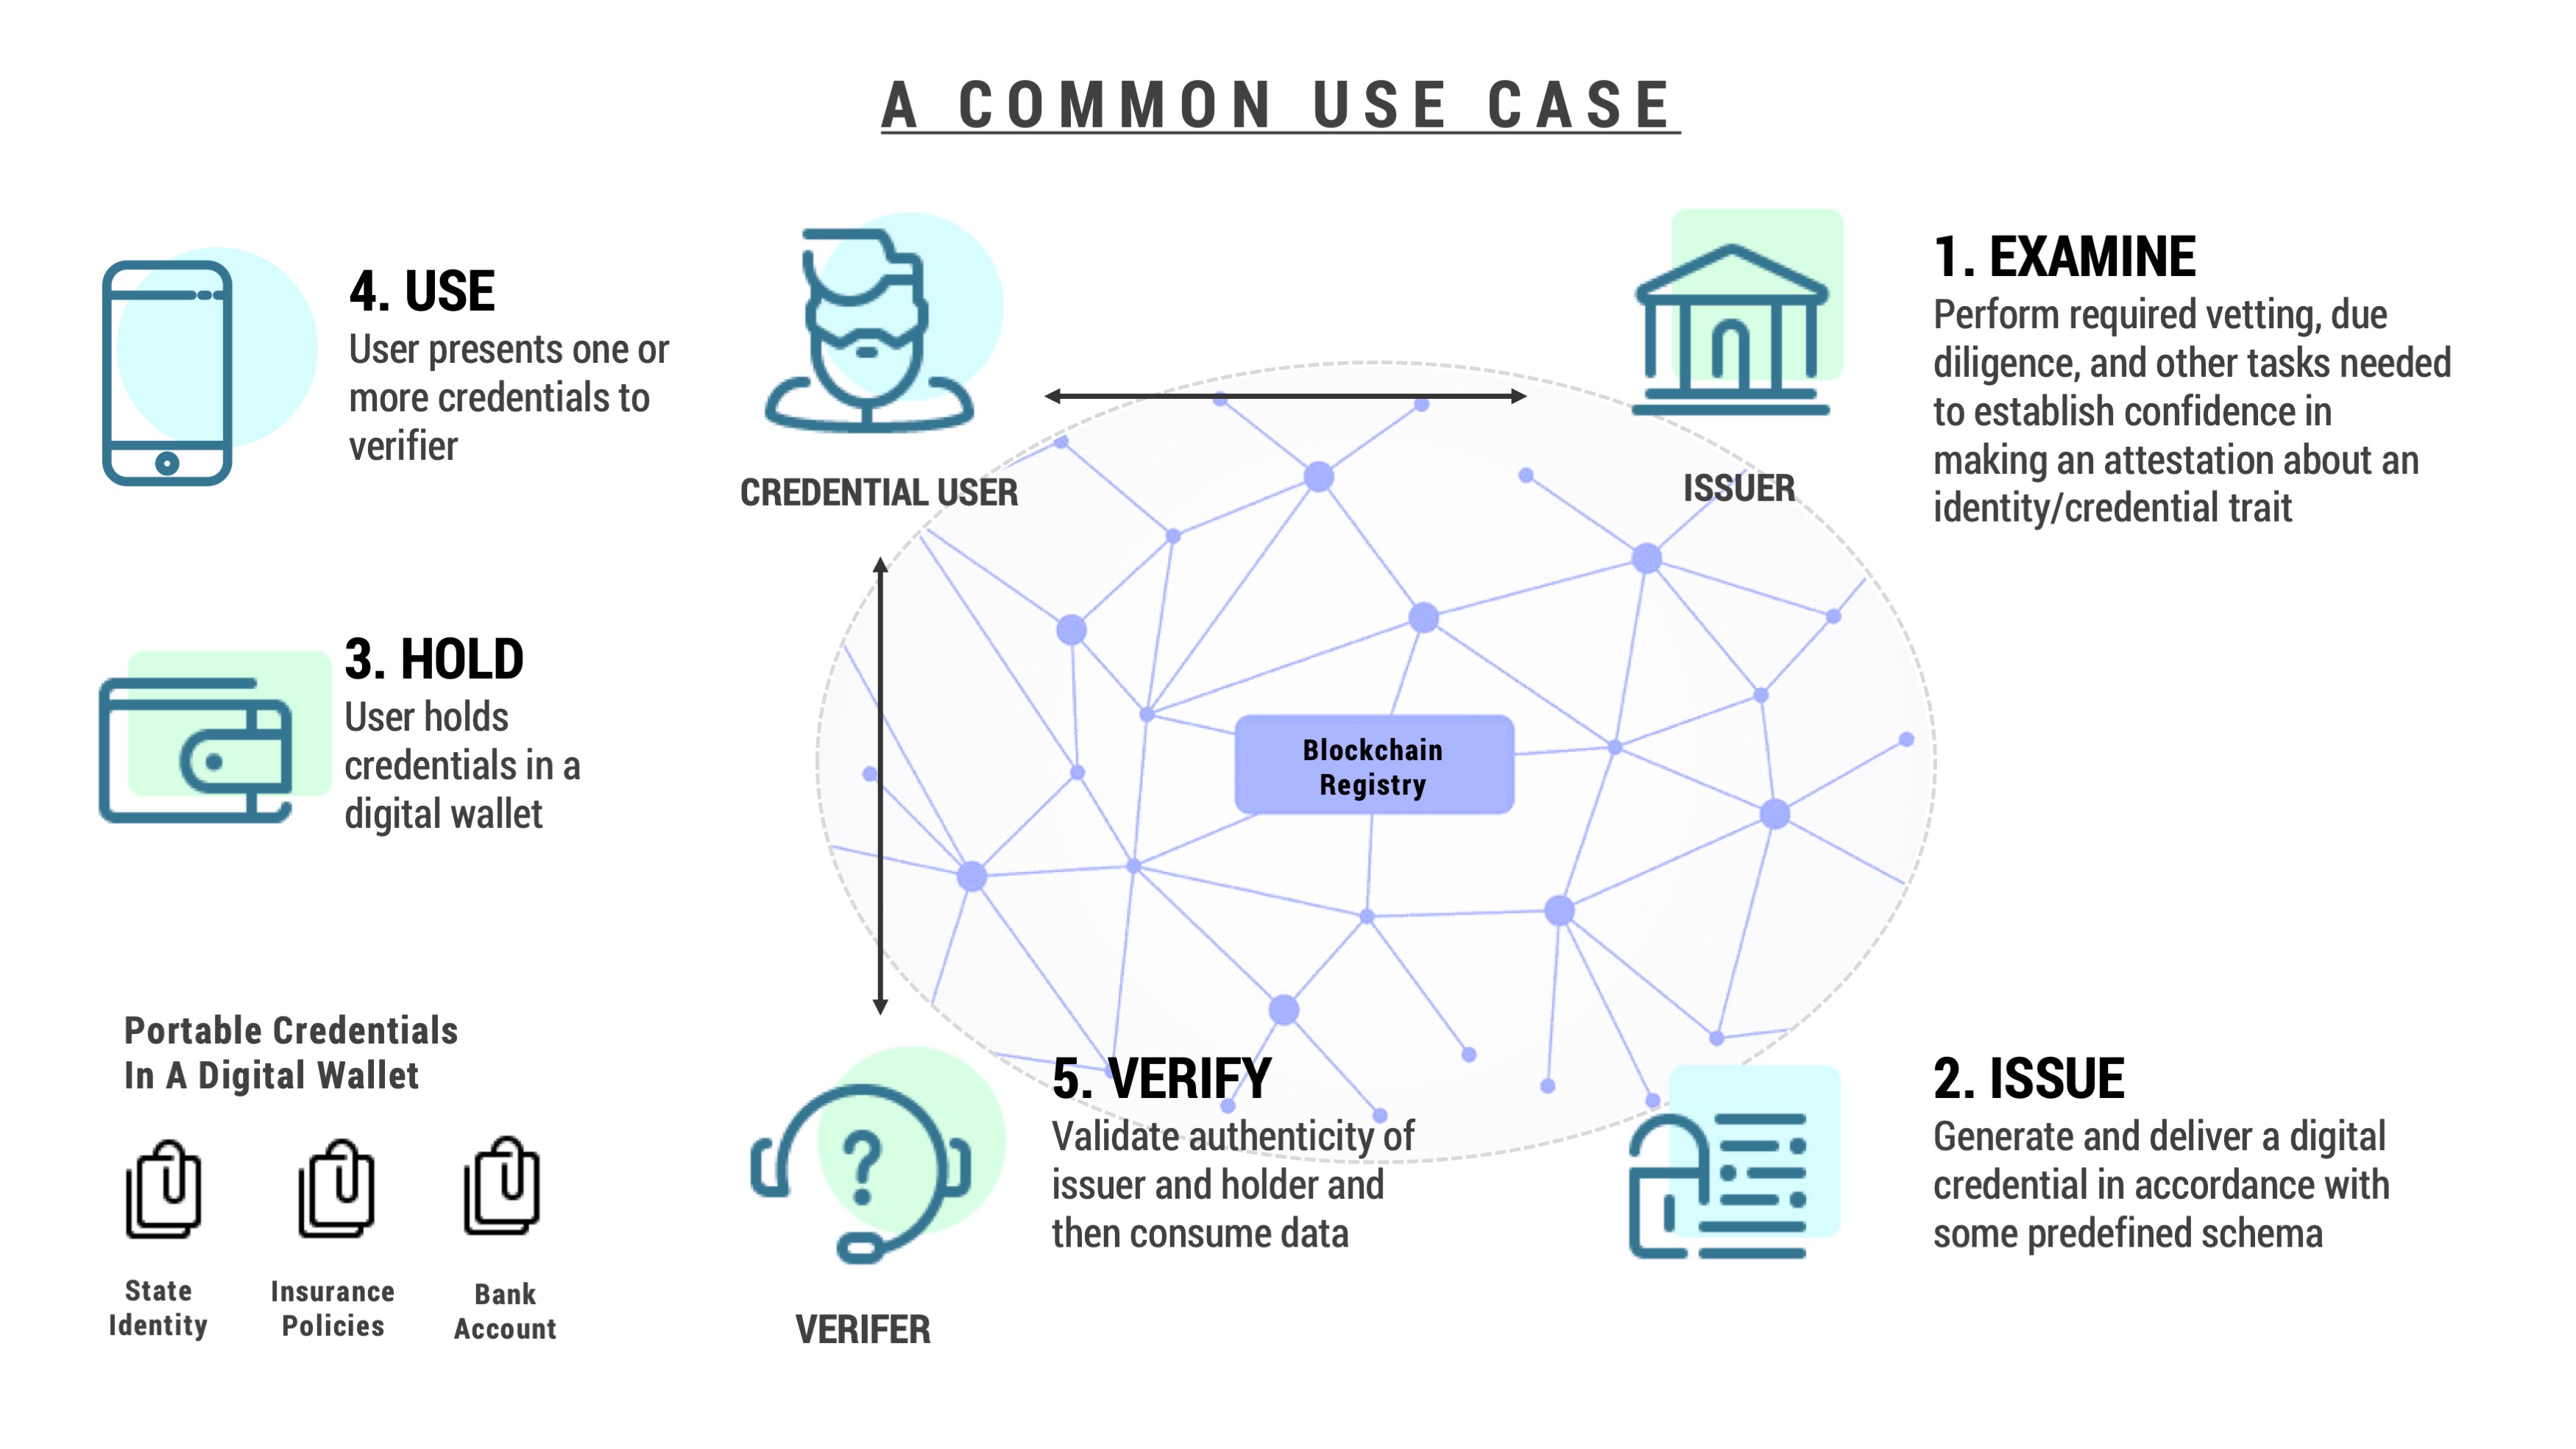 A COMMON USE CASE
4. USE
User presents one or
more credentials to
verifier
CREDENTIAL USER
ISSUER
1. EXAMINE
Perform required vetting, due
diligence, and other tasks needed
to establish confidence in
making an attestation about an
identity/credential trait
3. HOLD
User holds
credentials in a
digital wallet
Blockchain
Registry
Portable Credentials
In A Digital Wallet
State
Identity
Insurance
Policies
Bank
Account
?
VERIFER
5. VERIFY
Validate authenticity of
issuer and holder and
then consume data
2. ISSUE
Generate and deliver a digital
credential in accordance with
some predefined schema